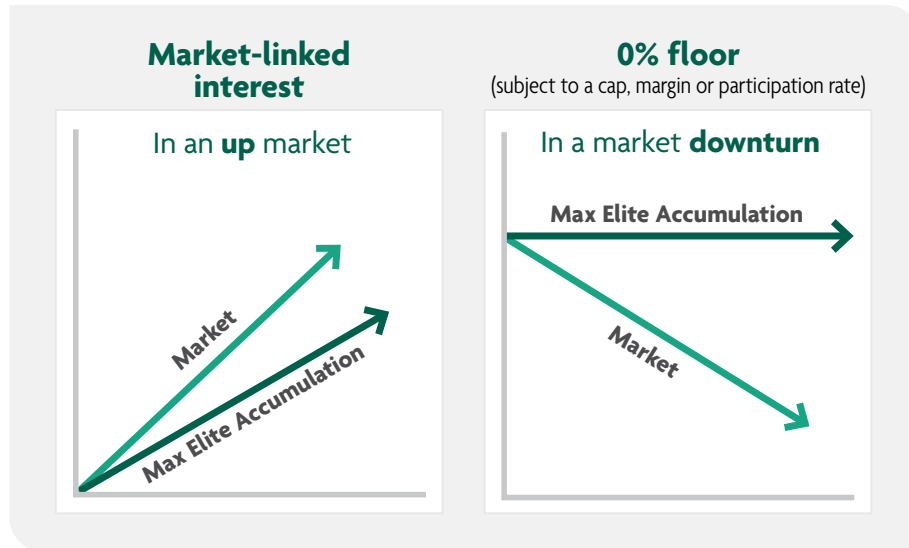 Market-linked
interest
In an up market
Market
Max Elite Accumulation
0% floor
(subject to a cap, margin or participation rate)
In a market downturn
Max Elite Accumulation
Market